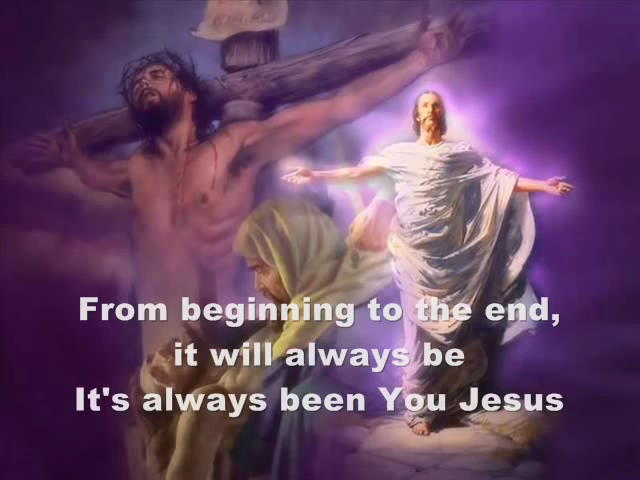 From beginning to the end,
it will always be
It's always been You Jesus